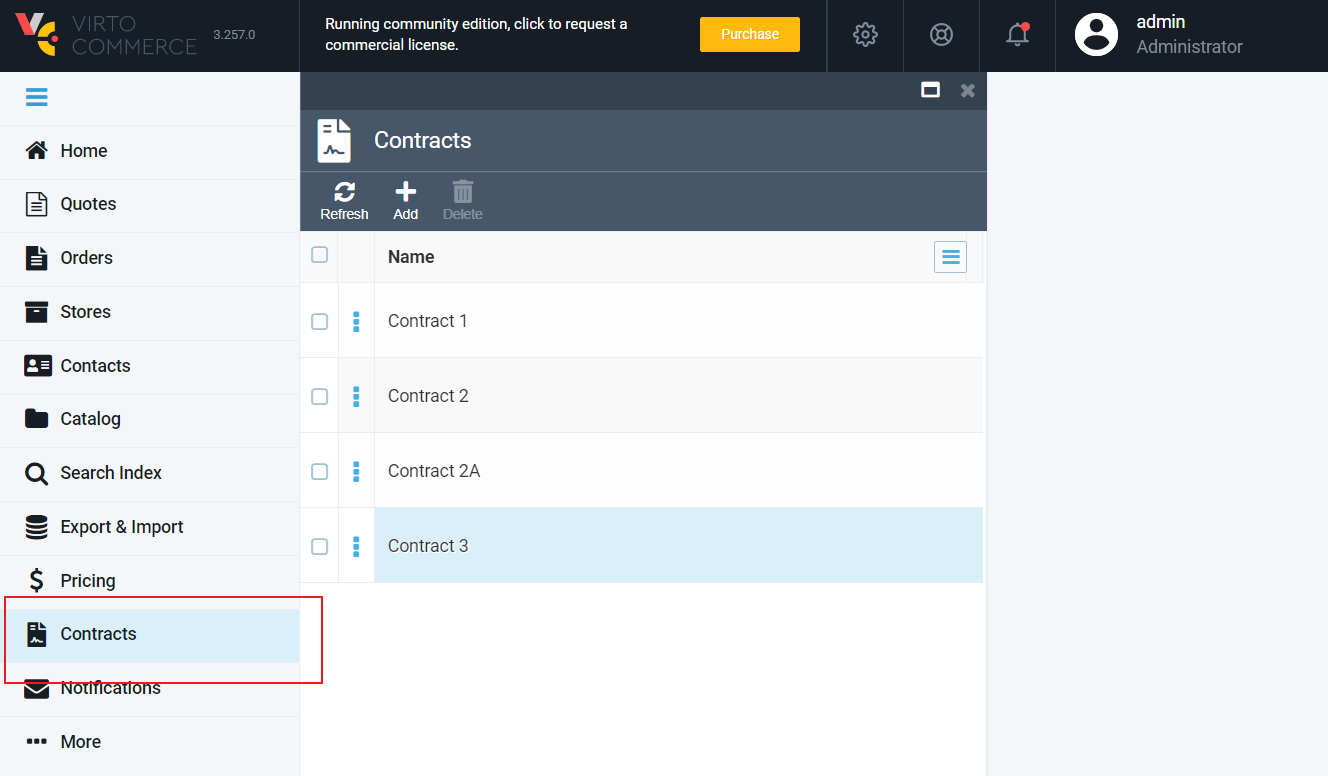 VIRTO
COMMERCE
3.257.0
Running community edition, click to request a
commercial license.
Purchase
admin
Administrator
Home
Quotes
Orders
Stores
Contacts
Catalog
Search Index
Export & Import
Pricing
Contracts
Notifications
More
Contracts
Refresh
Add
Delete
Name
Contract 1
Contract 2
Contract 2A
Contract 3